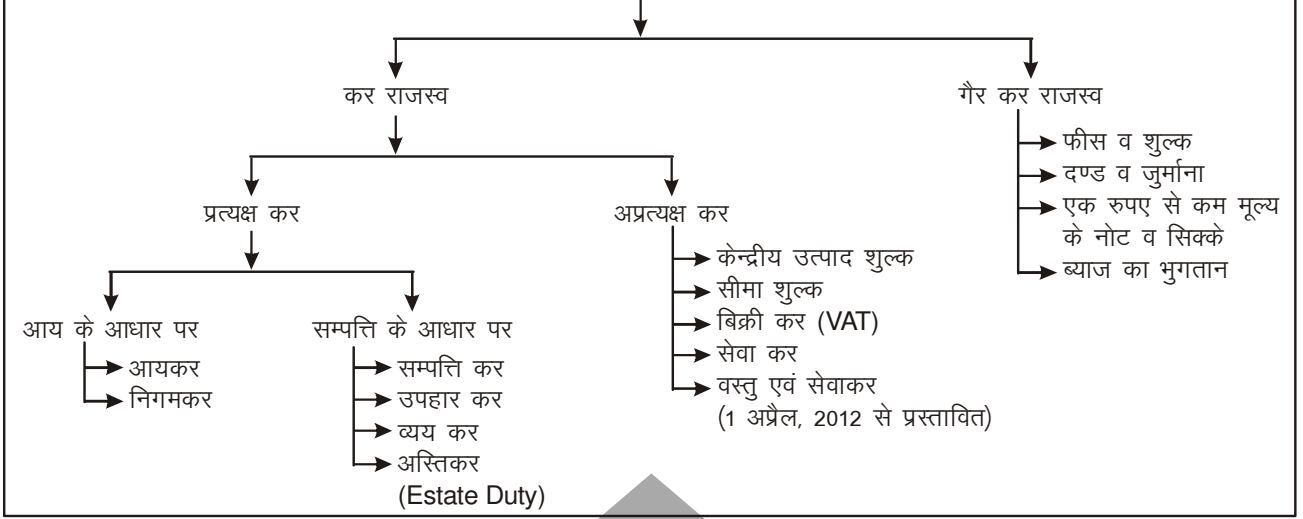 कर राजस्व
गैर कर राजस्व
फीस व शुल्क
दण्ड व जुर्माना
एक रुपए से कम मूल्य
के नोट व सिक्के
ब्याज का भुगतान
प्रत्यक्ष कर
अप्रत्यक्ष कर
केन्द्रीय उत्पाद शुल्क
सीमा शुल्क
बिक्री कर (VAT)
सेवा कर
वस्तु एवं सेवाकर
(1 अप्रैल, 2012 से प्रस्तावित)
आय के आधार पर
आयकर
निगमकर
सम्पत्ति के आधार पर
सम्पत्ति कर
उपहार कर
व्यय कर
अस्तिकर
(Estate Duty)